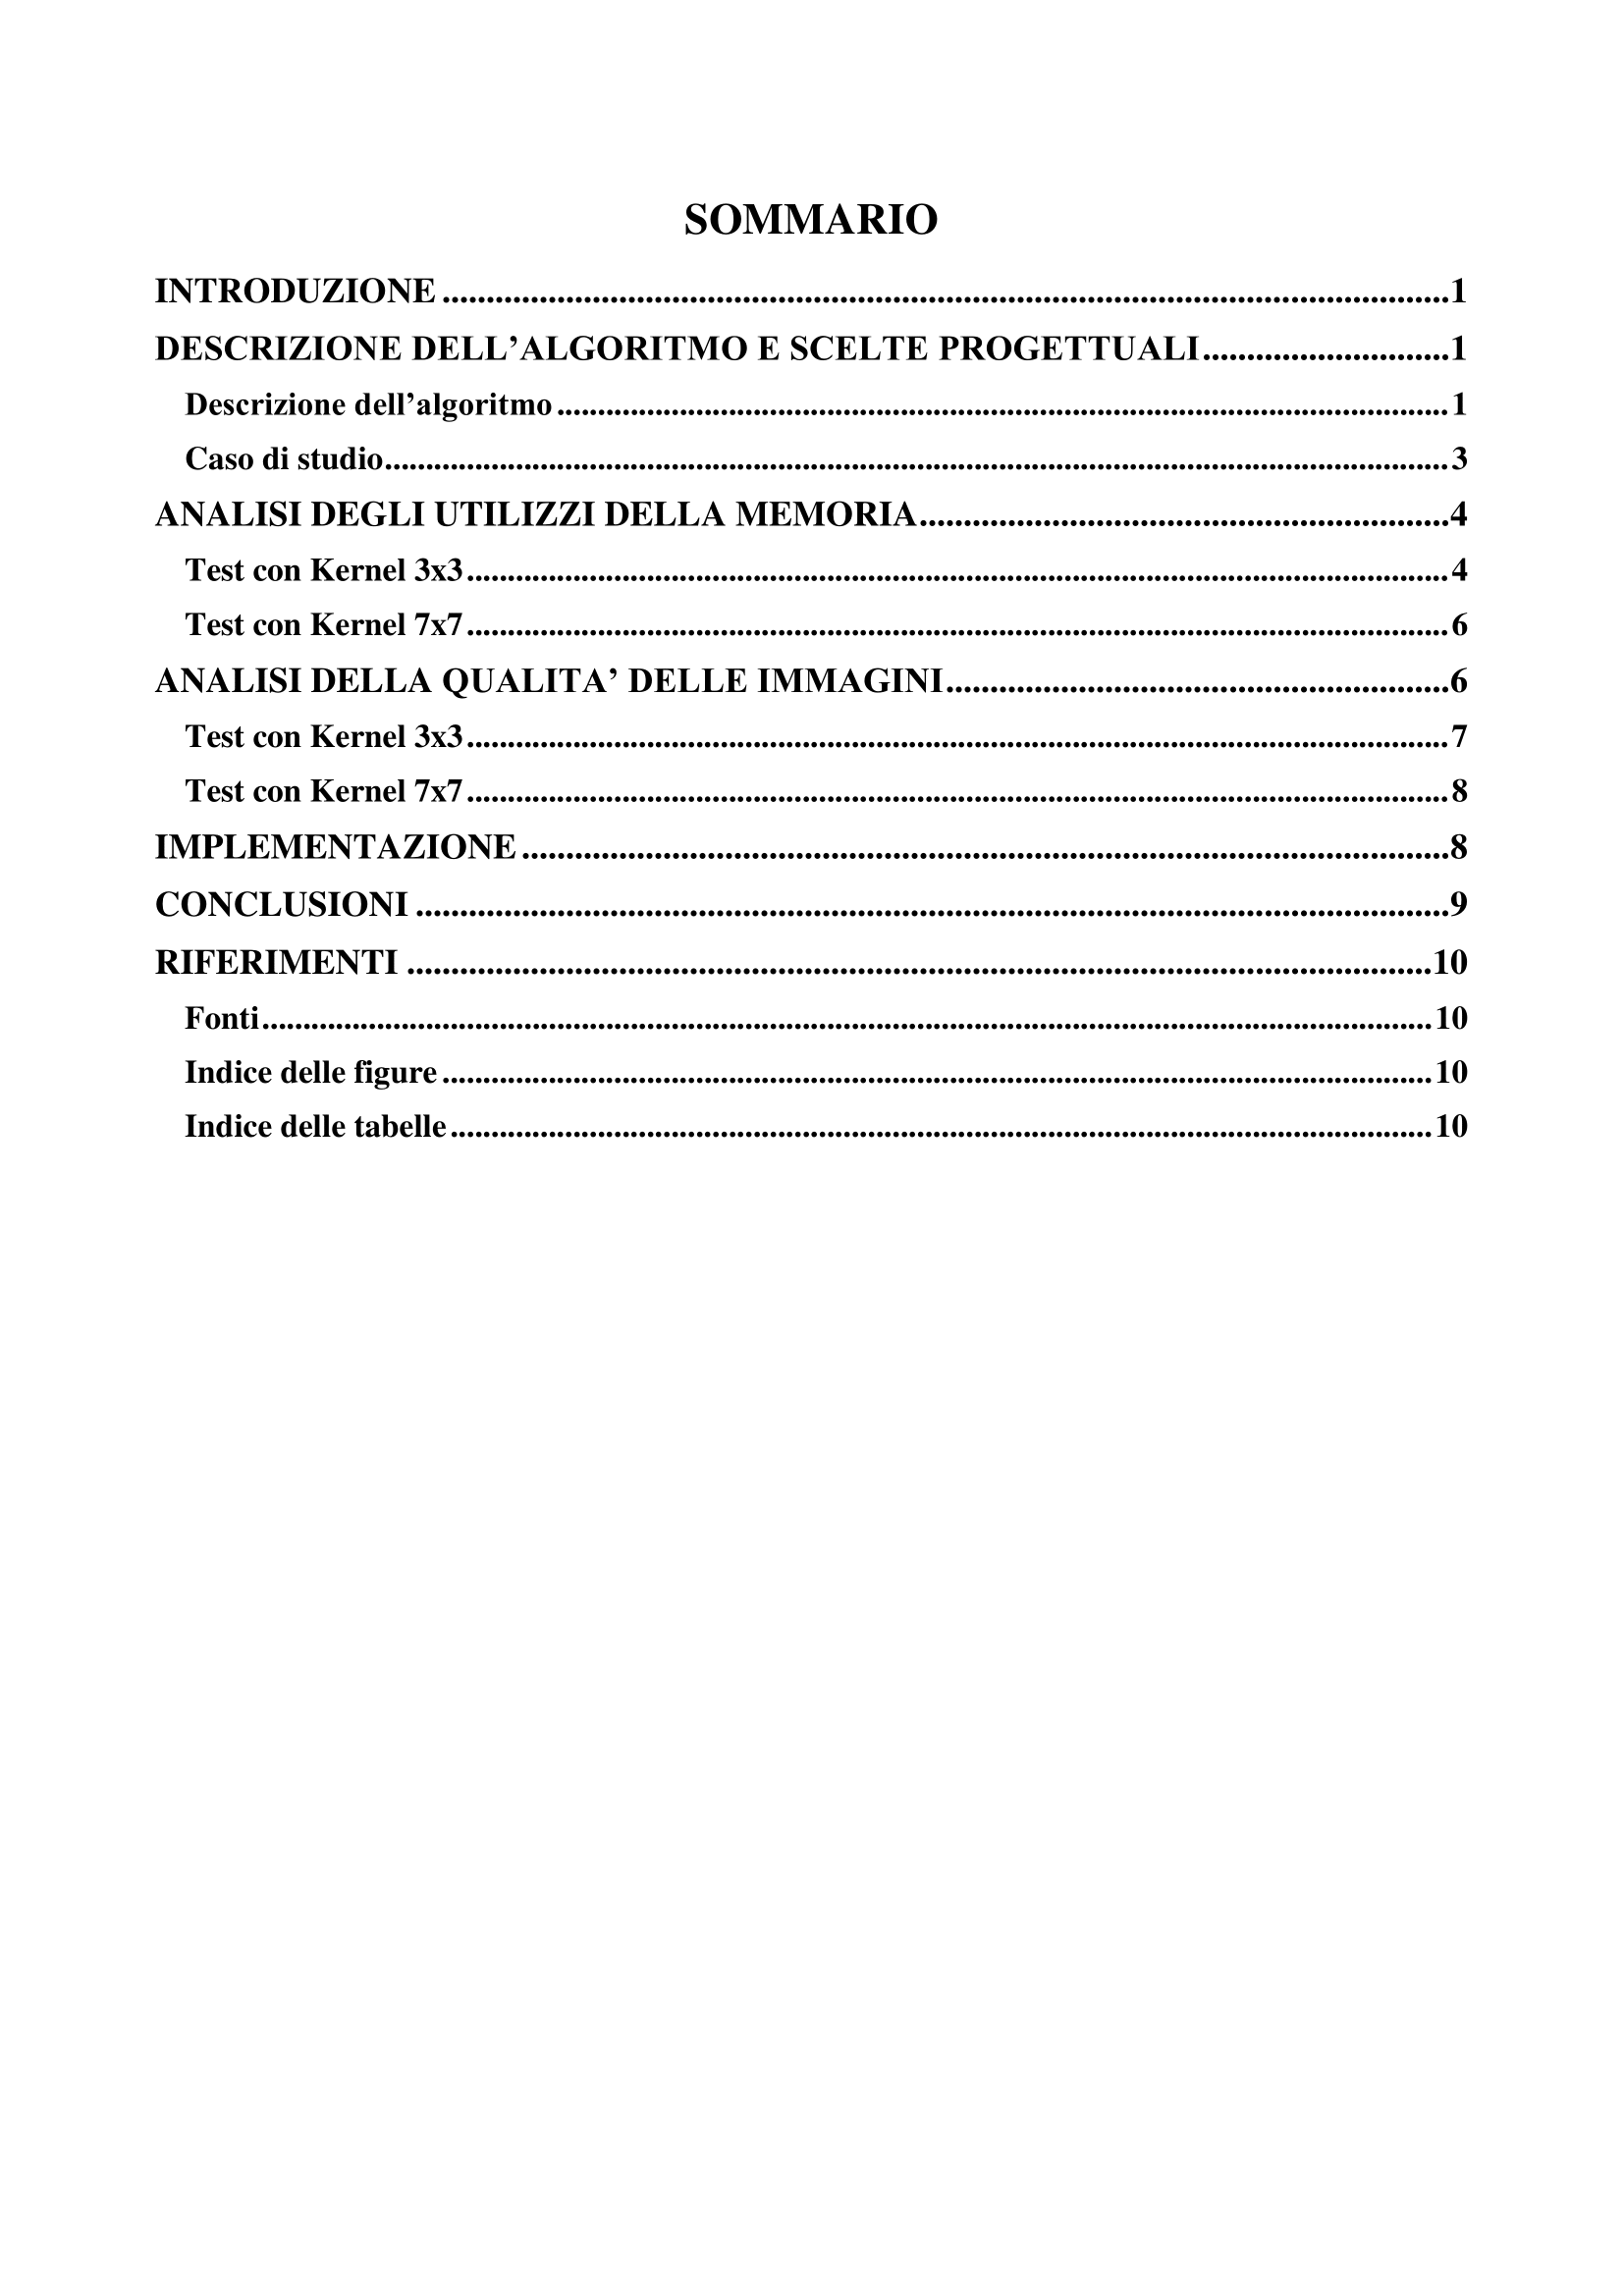 SOMMARIO
INTRODUZIONE ........................................................................................................................ 1
DESCRIZIONE DELL’ALGORITMO E SCELTE PROGETTUALI ............................ 1
Descrizione dell’algoritmo ............................................................................................................ 1
Caso di studio ................................................................................................................................. 3
ANALISI DEGLI UTILIZZI DELLA MEMORIA ............................................................. 4
Test con Kernel 3x3 ........................................................................................................................ 4
Test con Kernel 7x7 ........................................................................................................................ 6
ANALISI DELLA QUALITA’ DELLE IMMAGINI .......................................................... 6
Test con Kernel 3x3 ........................................................................................................................ 7
Test con Kernel 7x7 ........................................................................................................................ 8
IMPLEMENTAZIONE ............................................................................................................ 8
CONCLUSIONI ........................................................................................................................ 9
RIFERIMENTI ........................................................................................................................ 10
Fonti ................................................................................................................................................ 10
Indice delle figure ........................................................................................................................ 10
Indice delle tabelle ........................................................................................................................ 10